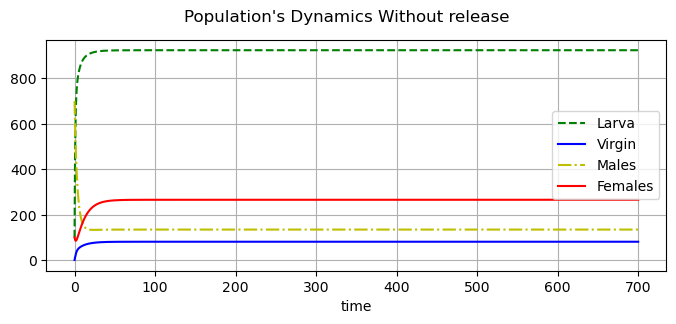 Population's Dynamics Without release
800
600
400
200
0
Larva
Virgin
Males
Females
0 100 200 300 400 500 600 700
time